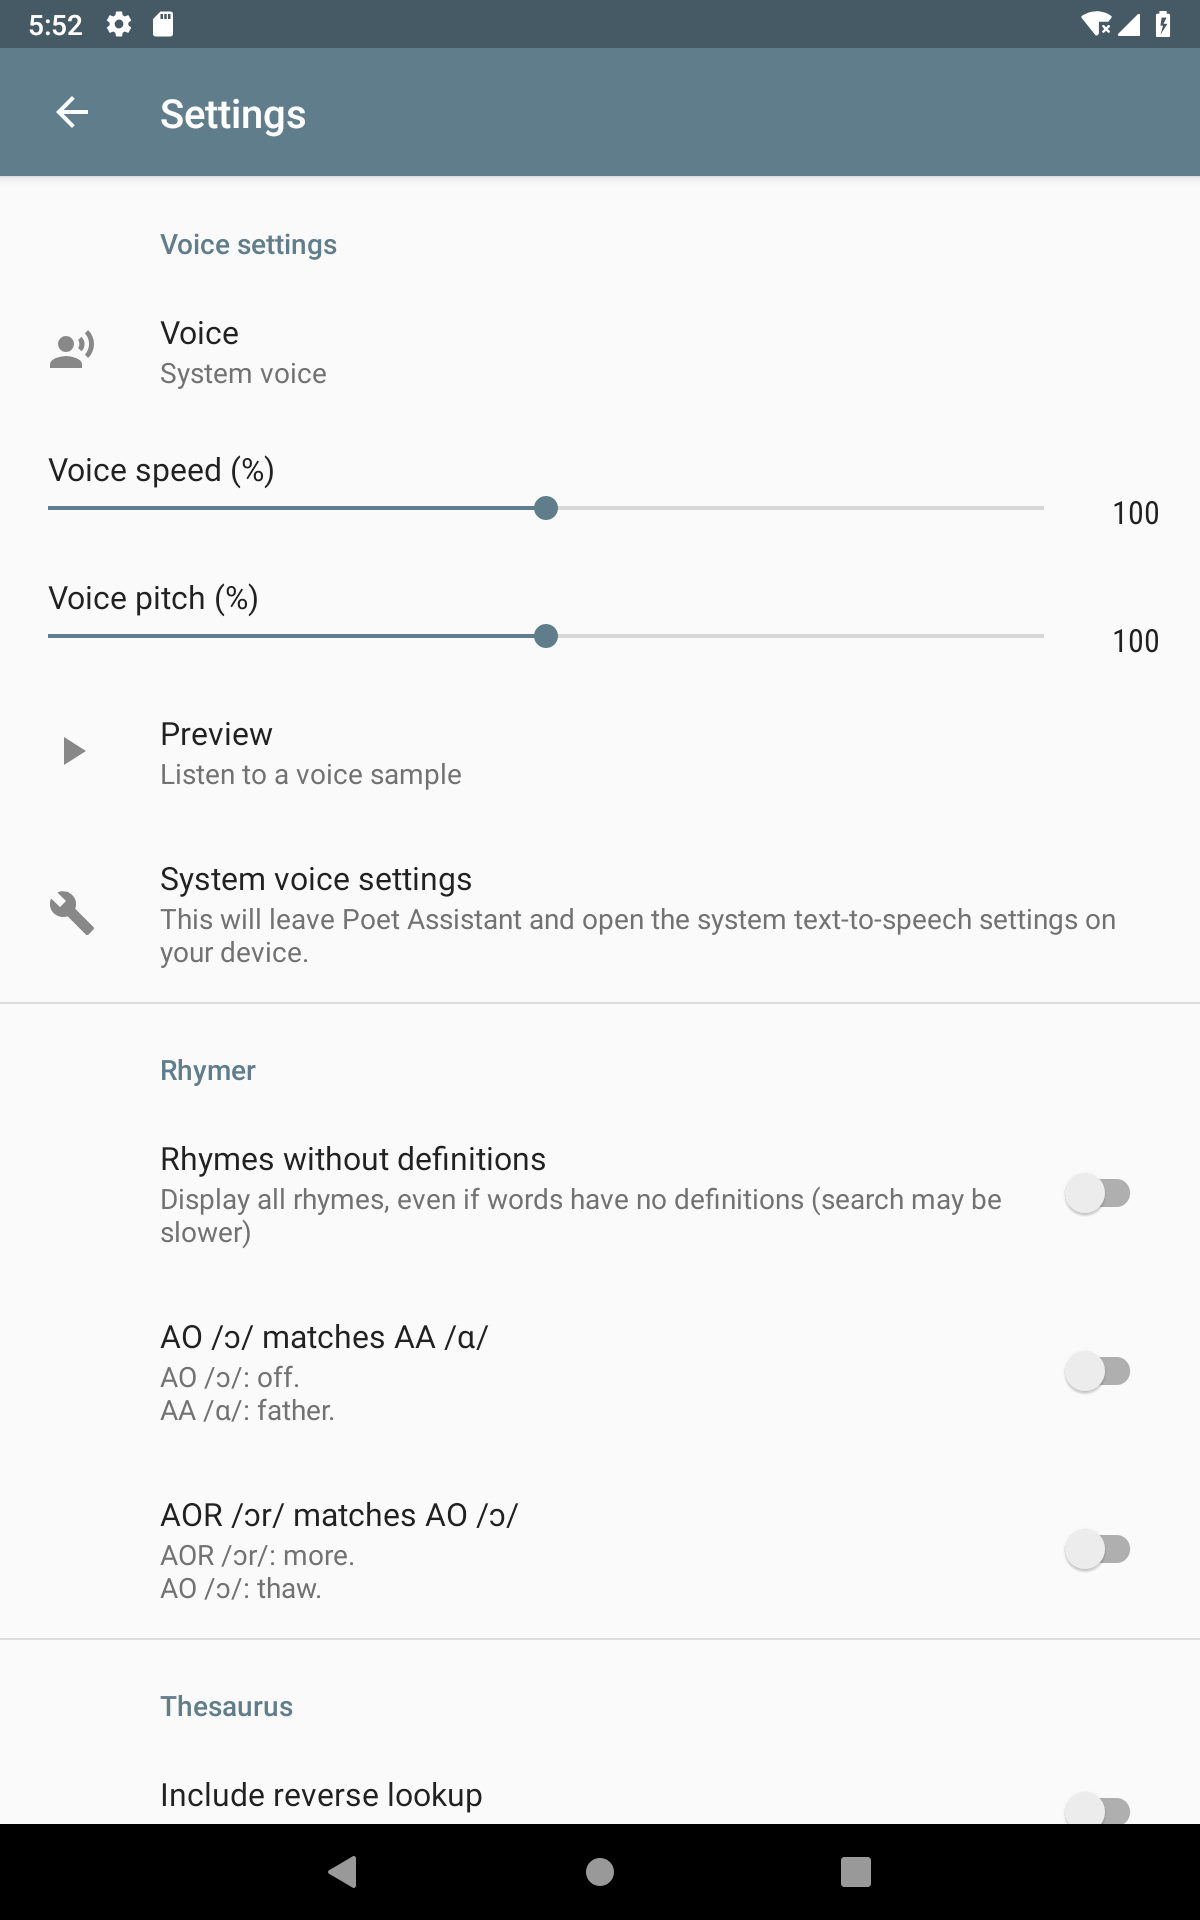 5:52
Settings
Voice settings
Voice
System voice
Voice speed (%)
100
Voice pitch (%)
100
Preview
Listen to a voice sample
System voice settings
This will leave Poet Assistant and open the system text-to-speech settings on
your device.
Rhymer
Rhymes without definitions
Display all rhymes, even if words have no definitions (search may be
slower)
AO /ɔ/ matches AA /ɑ/
AO /ɔ/: off.
AA /ɑ/: father.
AOR /ɔr/ matches AO /ɔ/
AOR /ɔr/: more.
AO /ɔ/: thaw.
Thesaurus
Include reverse lookup